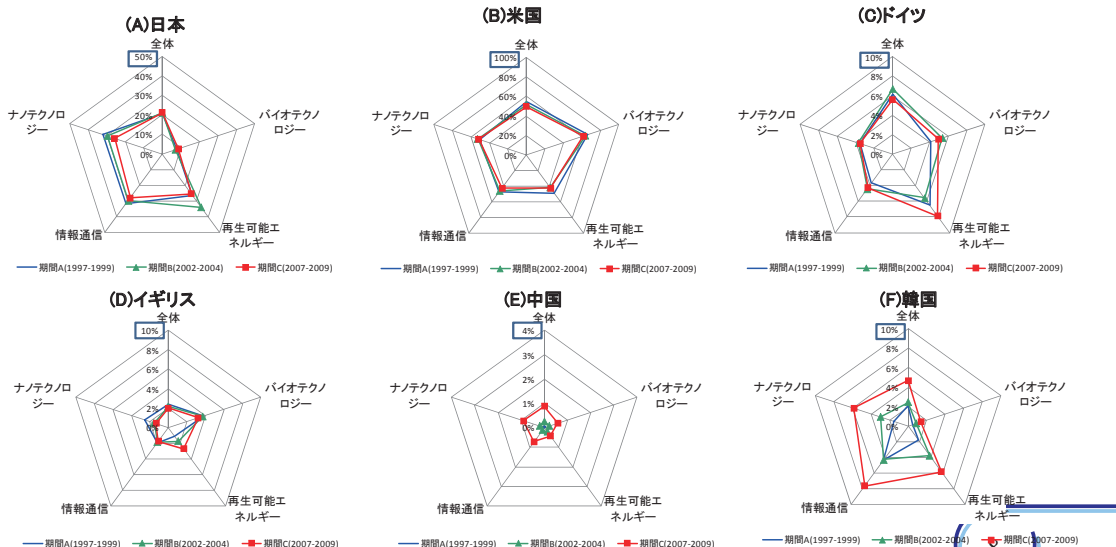 (A)日本
全体
50%
40%
30%
20%
10%
0%
ナノテクノロ
ジー
バイオテクノ
ロジー
情報通信
再生可能エ
ネルギー
期間A(1997-1999)
期間B(2002-2004)
期間C(2007-2009)
(B)米国
全体
100%
80%
60%
40%
20%
0%
ナノテクノロ
ジー
バイオテクノ
ロジー
情報通信
再生可能エ
ネルギー
期間A(1997-1999)
期間B(2002-2004)
期間C(2007-2009)
(C)ドイツ
全体
10%
8%
6%
4%
2%
0%
ナノテクノロ
ジー
バイオテクノ
ロジー
情報通信
再生可能エ
ネルギー
期間A(1997-1999)
期間B(2002-2004)
期間C(2007-2009)
(D)イギリス
全体
10%
8%
6%
4%
2%
0%
ナノテクノロ
ジー
バイオテクノ
ロジー
情報通信
再生可能エ
ネルギー
期間A(1997-1999)
期間B(2002-2004)
期間C(2007-2009)
(E)中国
全体
4%
3%
2%
1%
0%
ナノテクノロ
ジー
バイオテクノ
ロジー
情報通信
再生可能エ
ネルギー
期間A(1997-1999)
期間B(2002-2004)
期間C(2007-2009)
(F)韓国
全体
10%
8%
6%
4%
2%
0%
ナノテクノロ
ジー
バイオテクノ
ロジー
情報通信
再生可能エ
ネルギー
期間A(1997-1999)
期間B(2002-2004)
期間C(2007-2009)